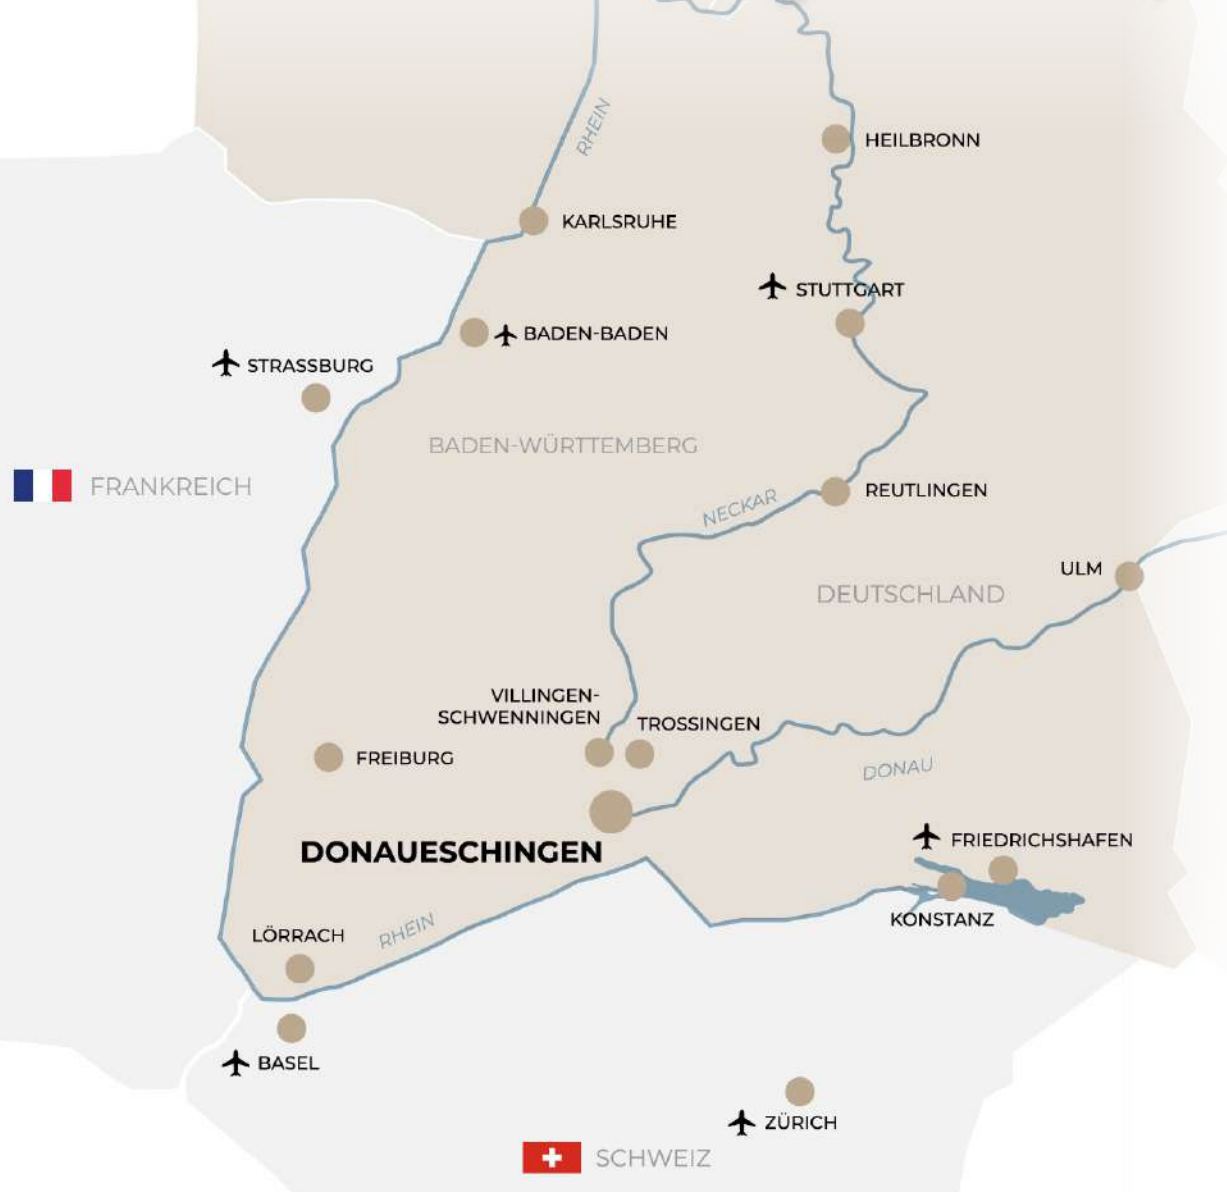 RHEIN
HEILBRONN
KARLSRUHE
STUTTGART
BADEN-BADEN
STRASSBURG
BADEN-WÜRTTEMBERG
FRANKREICH
REUTLINGEN
NECKAR
ULM
DEUTSCHLAND
VILLINGEN-
SCHWENNINGEN
TROSSINGEN
FREIBURG
DONAU
FRIEDRICHSHAFEN
DONAUESCHINGEN
KONSTANZ
RHEIN
LÖRRACH
BASEL
ZÜRICH
SCHWEIZ